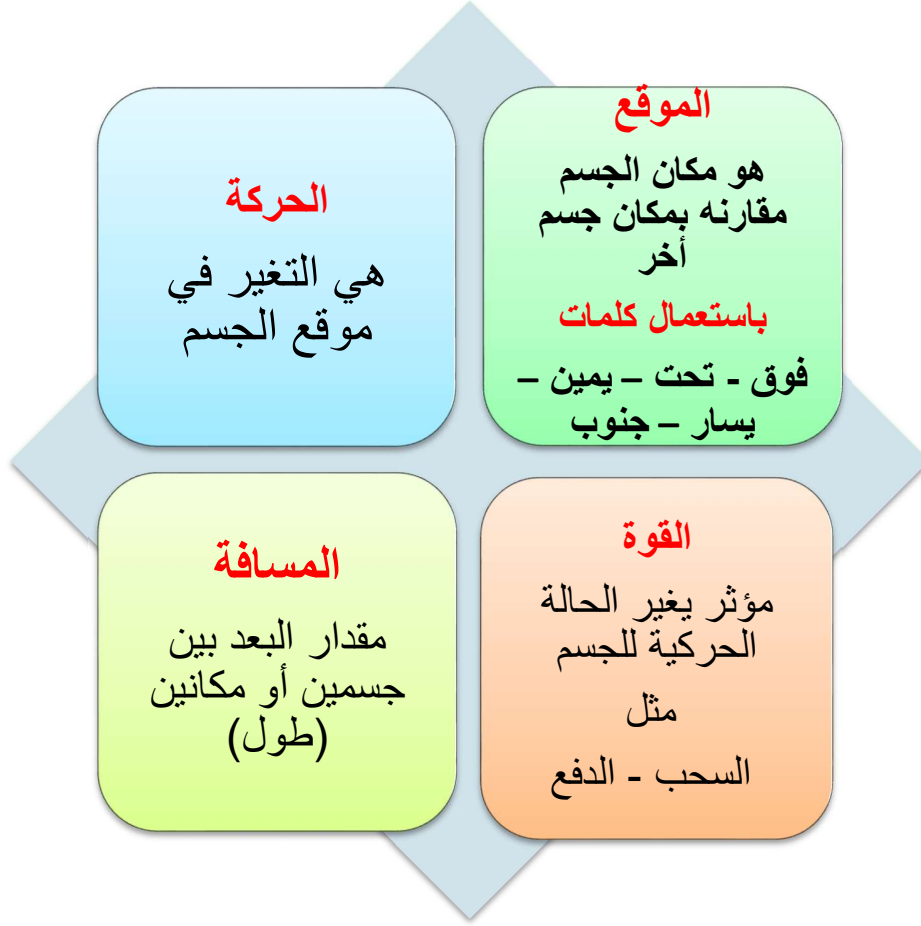 الموقع
هو مكان الجسم
مقارنه بمكان جسم
أخر
باستعمال كلمات
فوق - تحت – يمين –
يسار – جنوب
الحركة
هي التغير في
موقع الجسم
القوة
مؤثر يغير الحالة
الحركية للجسم
مثل
السحب - الدفع
المسافة
مقدار البعد بين
جسمين أو مكانين
(طول)